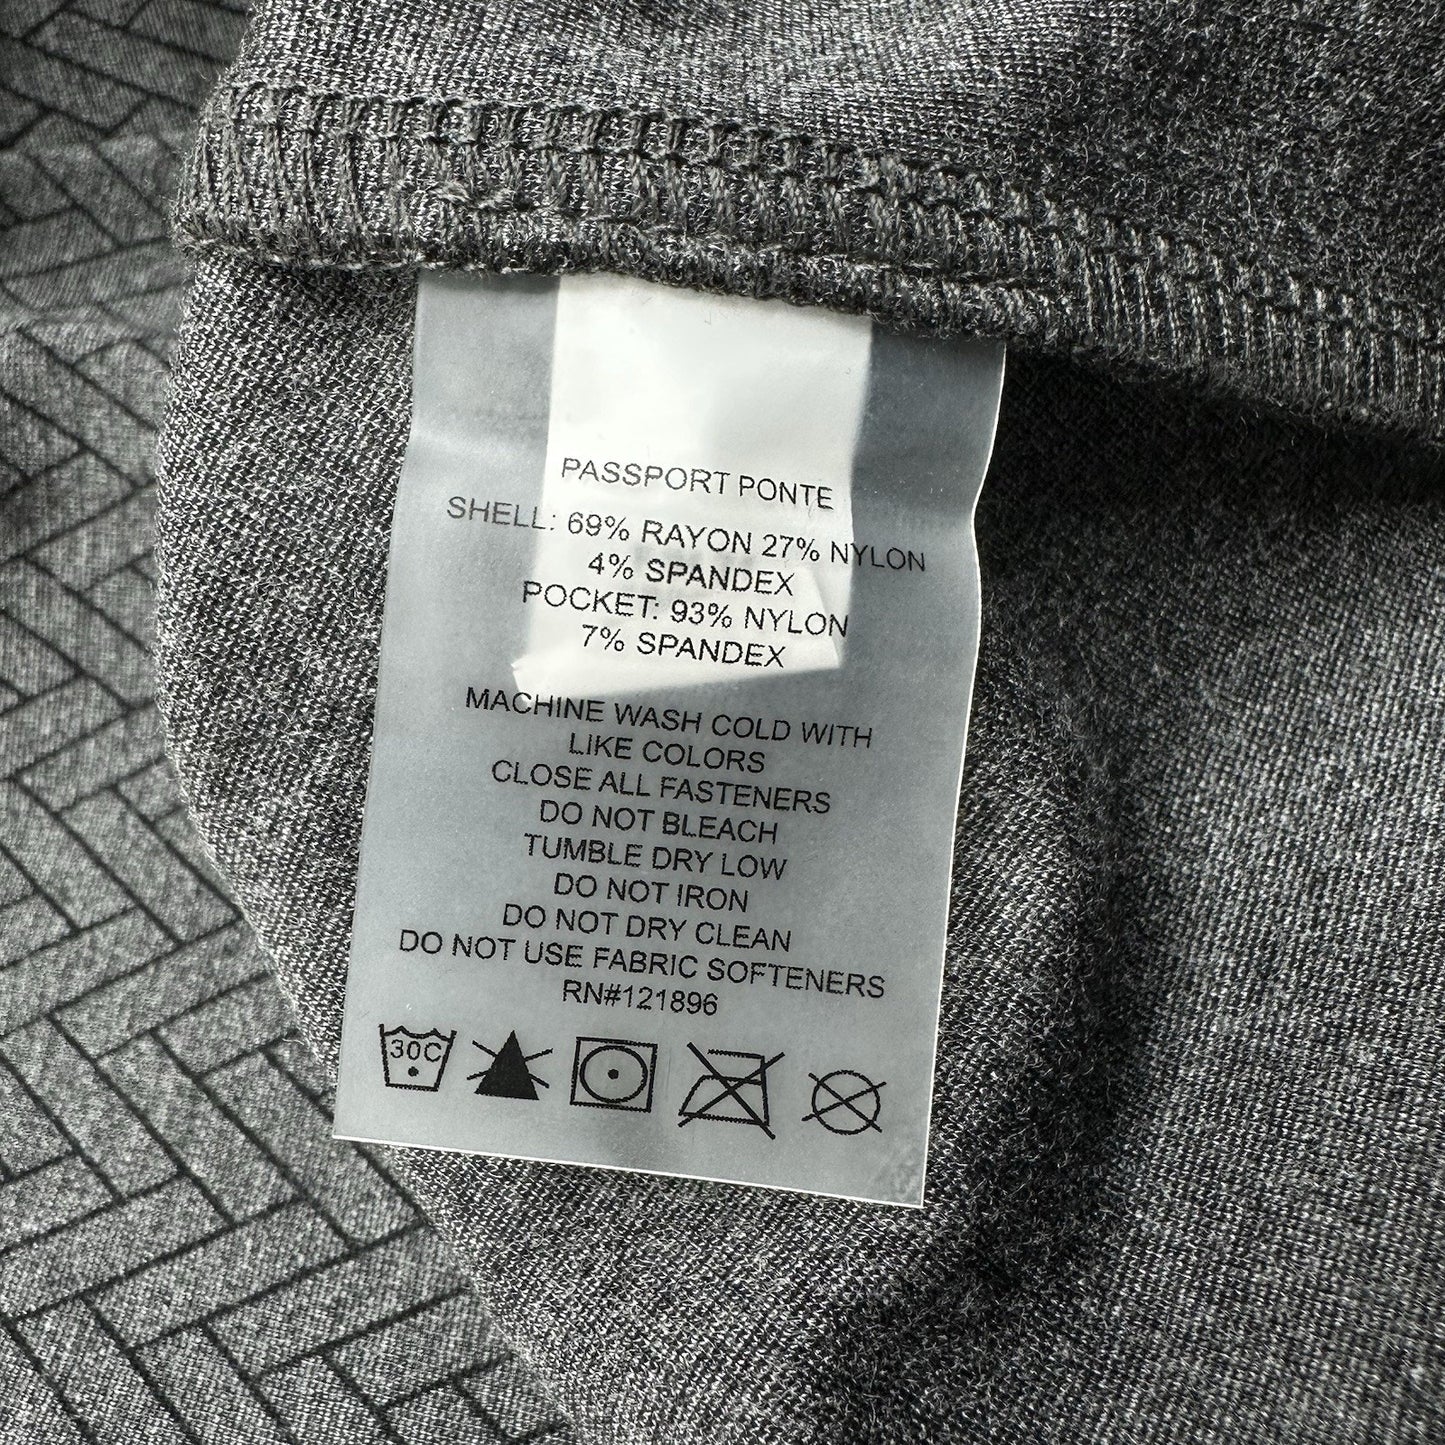 PASSPORT PONTE
SHELL: 69% RAYON 27% NYLON
4% SPANDEX
POCKET: 93% NYLON
7% SPANDEX
MACHINE WASH COLD WITH
LIKE COLORS
CLOSE ALL FASTENERS
DO NOT BLEACH
TUMBLE DRY LOW
DO NOT IRON
DO NOT DRY CLEAN
DO NOT USE FABRIC SOFTENERS
RN#121896
30C